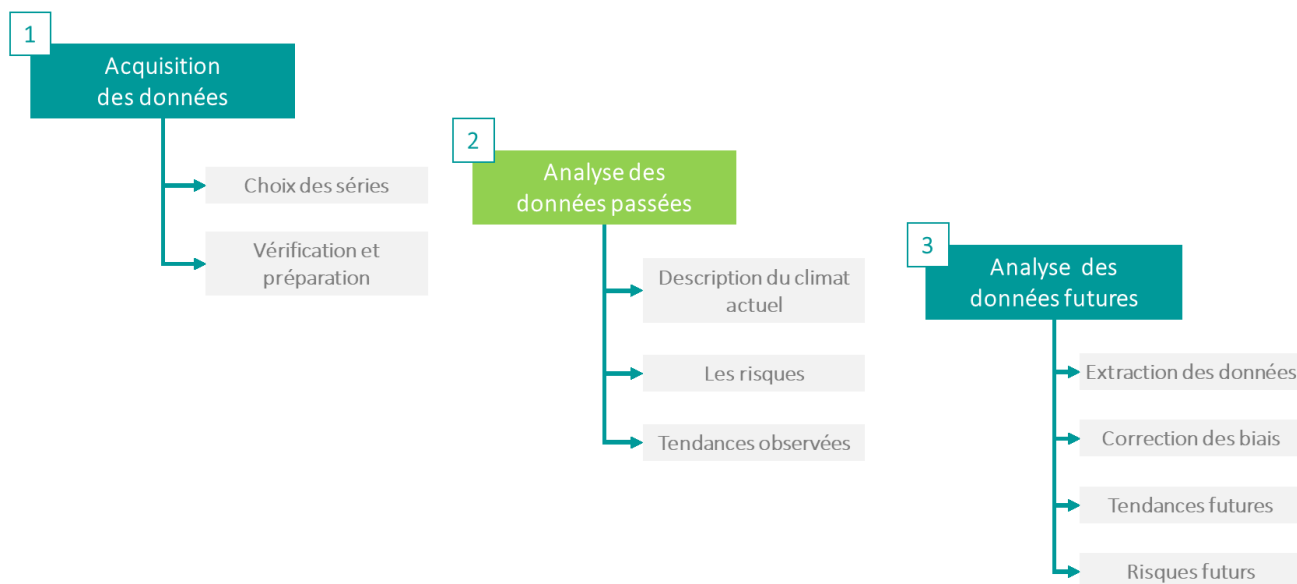 1
Acquisition
des données
Choix des séries
Vérification et
préparation
2
Analyse des
données passées
Description du climat
actuel
Les risques
Tendances observées
3
Analyse des
données futures
Extraction des données
Correction des biais
Tendances futures
Risques futurs